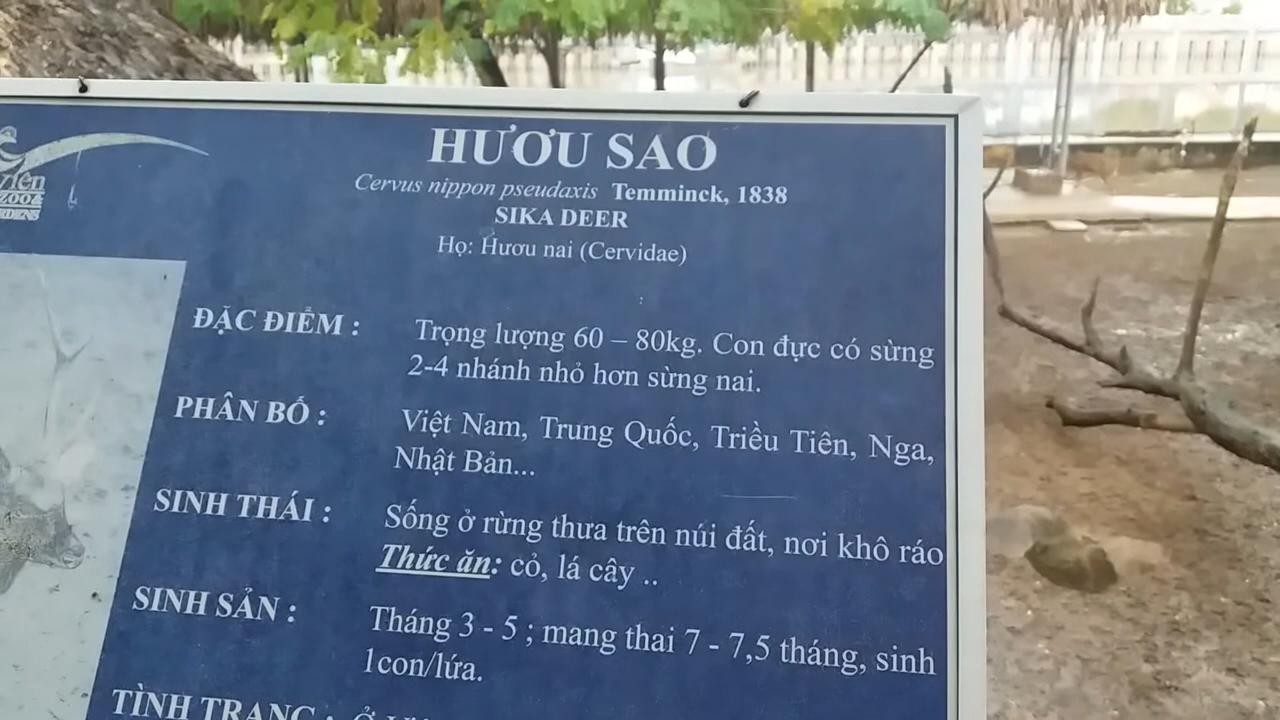 HƯƠU SAO
Cervus nippon pseudaxis Temminck, 1838
SIKA DEER
Họ: Hươu nai (Cervidae)
ĐẶC ĐIỂM : Trọng lượng 60 – 80kg. Con đực có sừng
2-4 nhánh nhỏ hơn sừng nai.
PHÂN BỐ : Việt Nam, Trung Quốc, Triều Tiên, Nga,
Nhật Bản...
SINH THÁI : Sống ở rừng thưa trên núi đất, nơi khô ráo
Thức ăn: cỏ, lá cây ..
SINH SẢN : Tháng 3 - 5 ; mang thai 7 - 7,5 tháng, sinh
1con/lứa.
TÌNH TRẠNG :
ZOO &